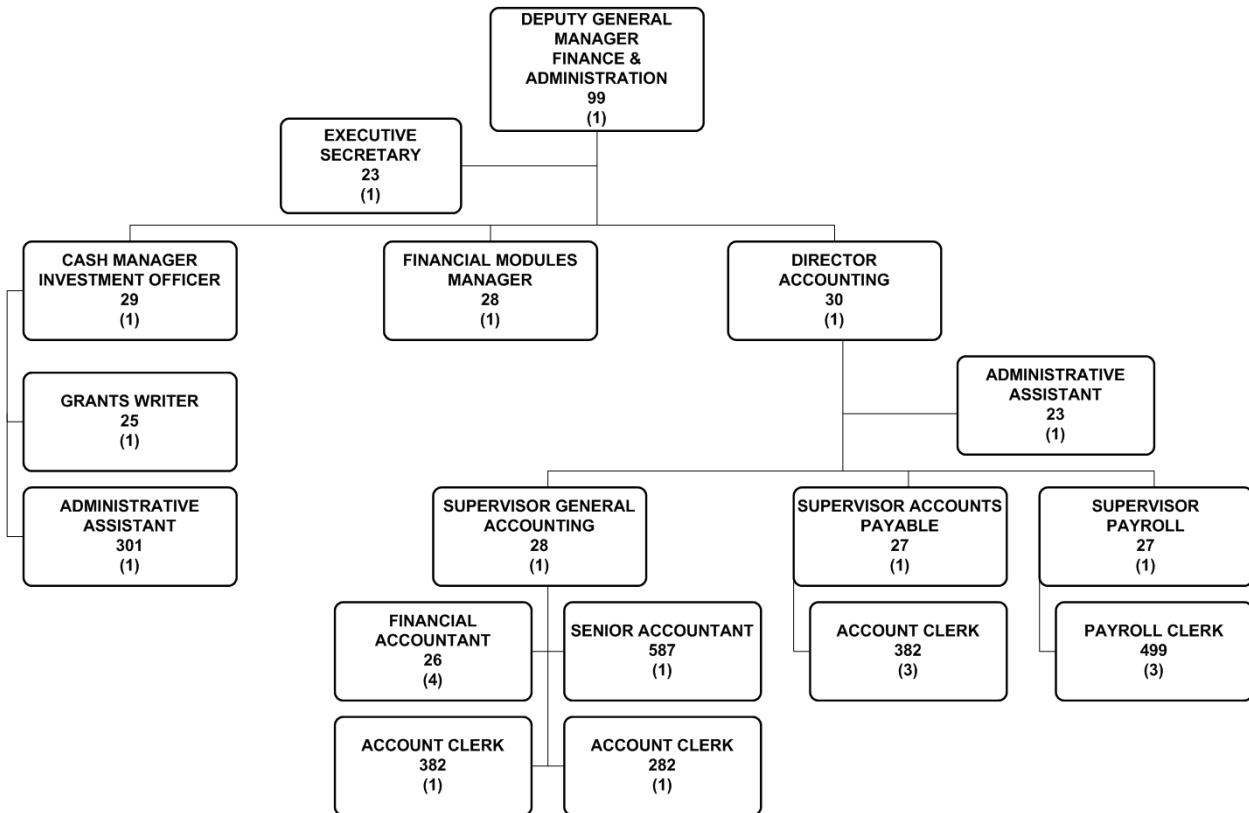 DEPUTY GENERAL
MANAGER
FINANCE &
ADMINISTRATION
99
(1)
EXECUTIVE
SECRETARY
23
(1)
CASH MANAGER
INVESTMENT OFFICER
29
(1)
FINANCIAL MODULES
MANAGER
28
(1)
DIRECTOR
ACCOUNTING
30
(1)
GRANTS WRITER
25
(1)
ADMINISTRATIVE
ASSISTANT
23
(1)
ADMINISTRATIVE
ASSISTANT
301
(1)
SUPERVISOR GENERAL
ACCOUNTING
28
(1)
SUPERVISOR ACCOUNTS
PAYABLE
27
(1)
SUPERVISOR
PAYROLL
27
(1)
FINANCIAL
ACCOUNTANT
26
(4)
SENIOR ACCOUNTANT
587
(1)
ACCOUNT CLERK
382
(3)
PAYROLL CLERK
499
(3)
ACCOUNT CLERK
382
(1)
ACCOUNT CLERK
282
(1)